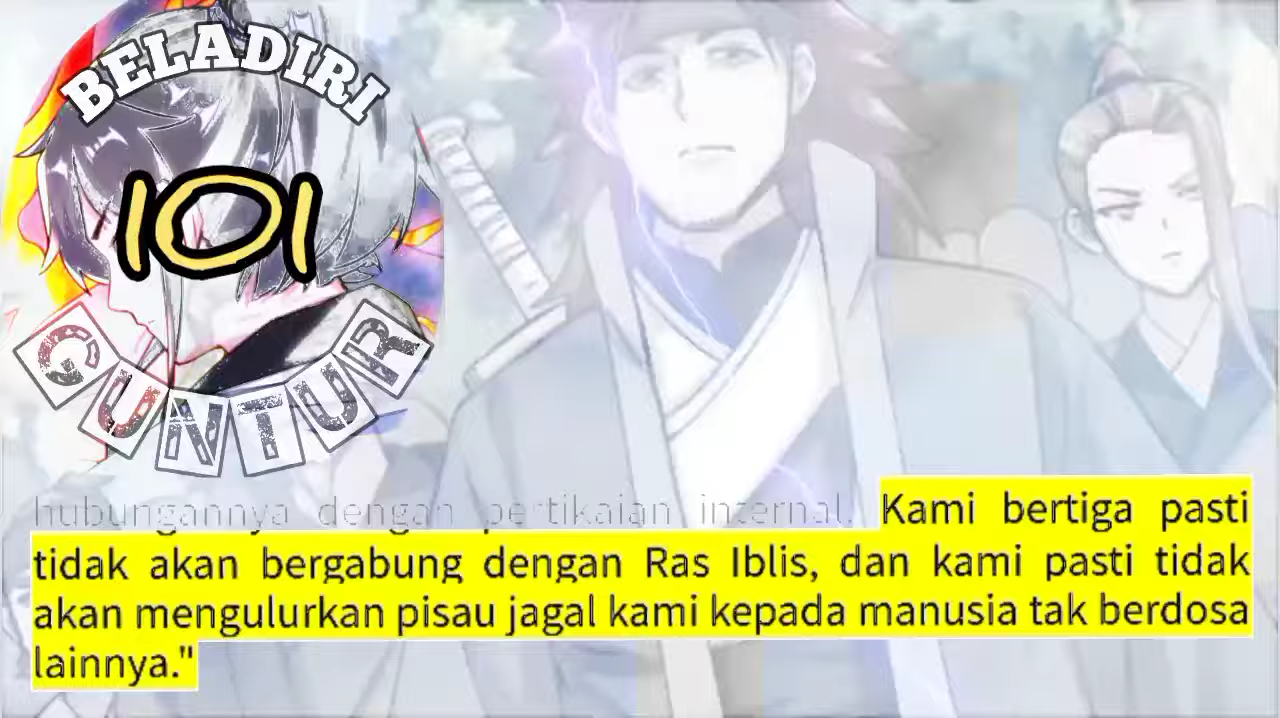 BELADIRI
101
GUNTUR
hubungannya dengan pertikaian internal. Kami bertiga pasti
tidak akan bergabung dengan Ras Iblis, dan kami pasti tidak
akan mengulurkan pisau jagal kami kepada manusia tak berdosa
lainnya."